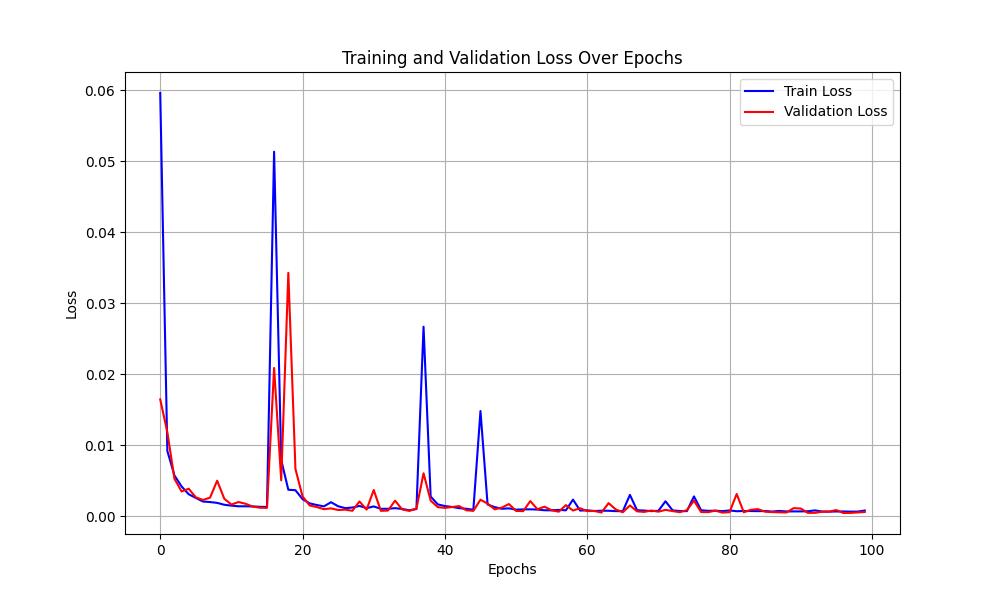 Training and Validation Loss Over Epochs
Train Loss
Validation Loss
0.06
0.05
0.04
0.03
0.02
0.01
0.00
Loss
0 20 40 60 80 100
Epochs